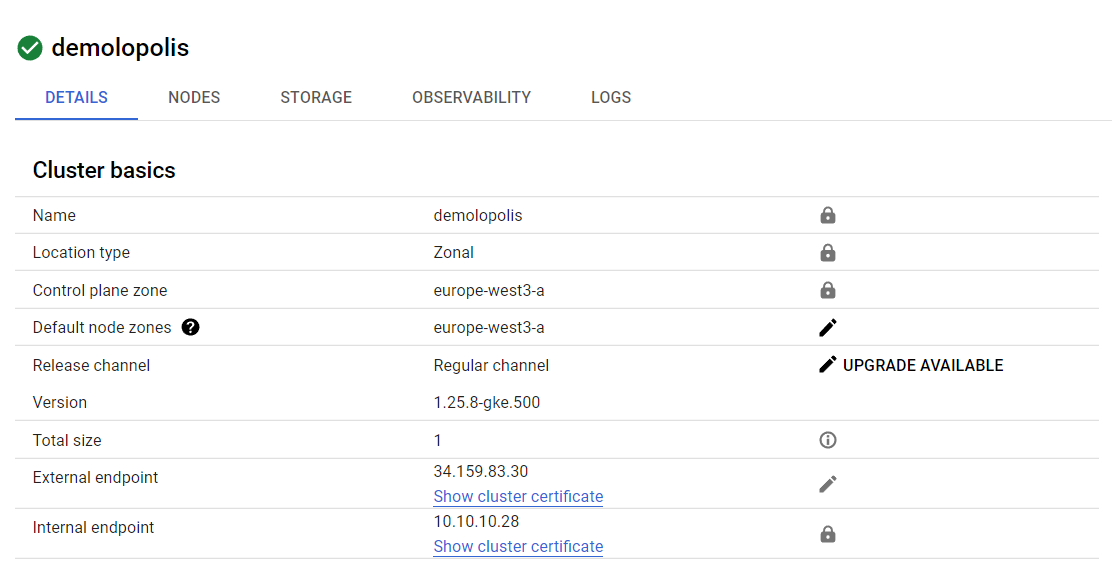 demolopolis
DETAILS NODES STORAGE OBSERVABILITY LOGS
Cluster basics
Name demolopolis
Location type Zonal
Control plane zone europe-west3-a
Default node zones europe-west3-a
Release channel Regular channel UPGRADE AVAILABLE
Version 1.25.8-gke.500
Total size 1
External endpoint 34.159.83.30
Show cluster certificate
Internal endpoint 10.10.10.28
Show cluster certificate